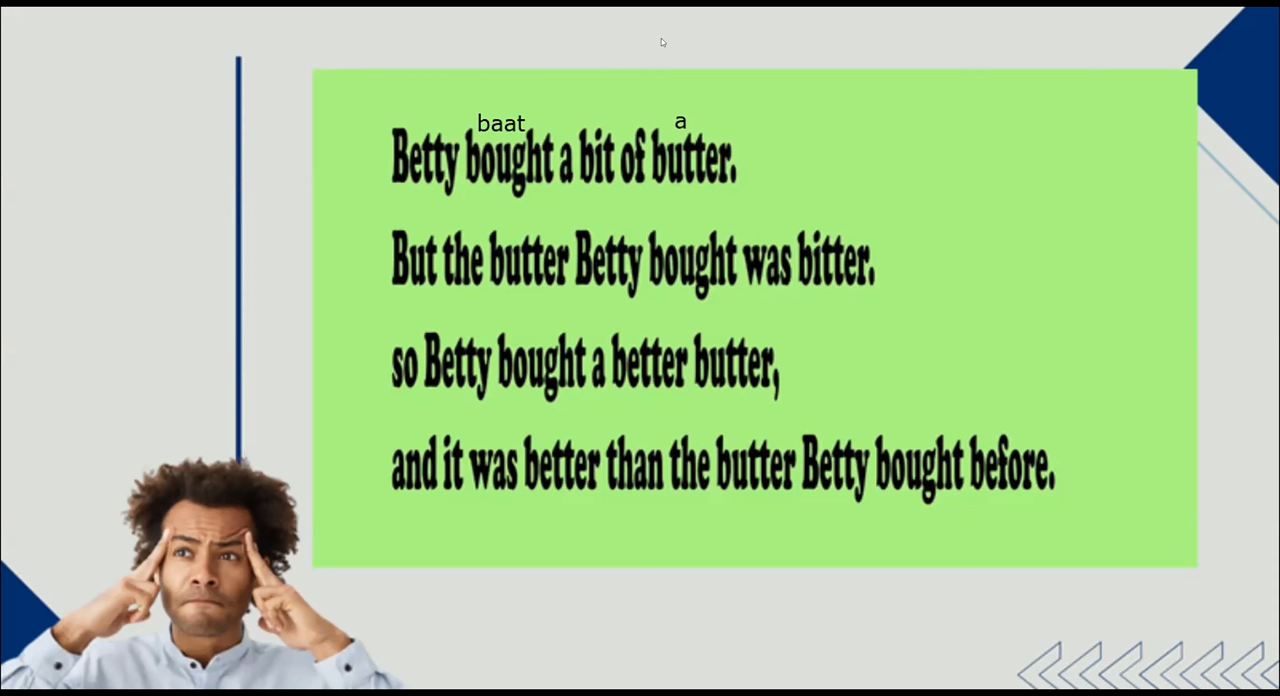 baat a
Betty bought a bit of butter.
But the butter Betty bought was bitter.
so Betty bought a better butter,
and it was better than the butter Betty bought before.